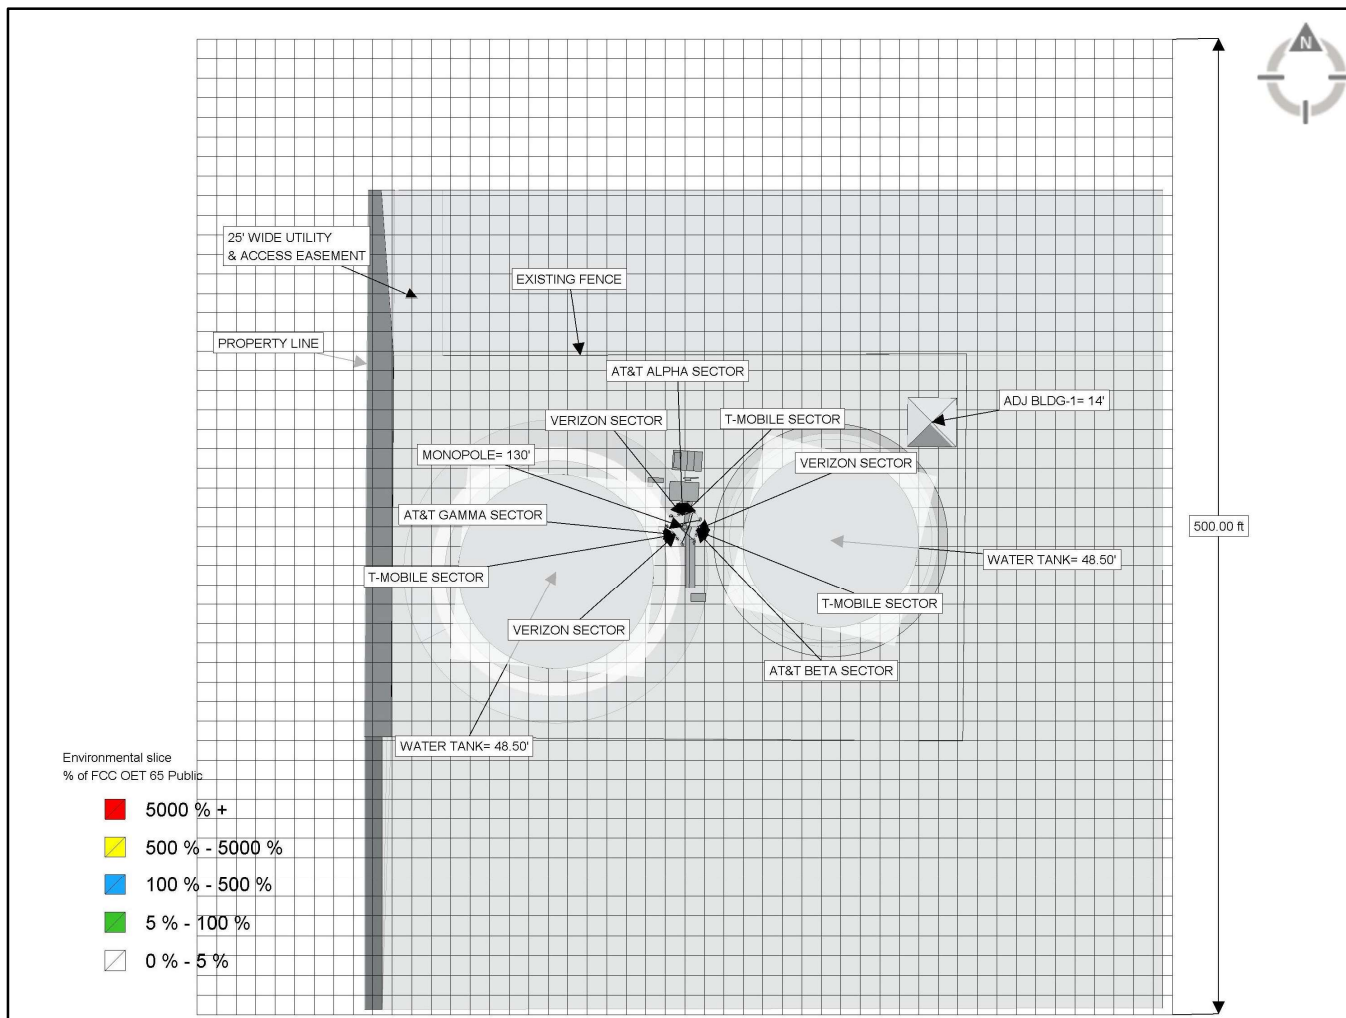 N
25' WIDE UTILITY
& ACCESS EASEMENT
EXISTING FENCE
PROPERTY LINE
AT&T ALPHA SECTOR
ADJ BLDG-1= 14'
VERIZON SECTOR
T-MOBILE SECTOR
MONOPOLE= 130'
VERIZON SECTOR
AT&T GAMMA SECTOR
500.00 ft
WATER TANK= 48.50'
T-MOBILE SECTOR
T-MOBILE SECTOR
VERIZON SECTOR
AT&T BETA SECTOR
WATER TANK= 48.50'
Environmental slice
% of FCC OET 65 Public
5000 % +
500 % - 5000 %
100 % - 500 %
5 % - 100 %
0 % - 5 %